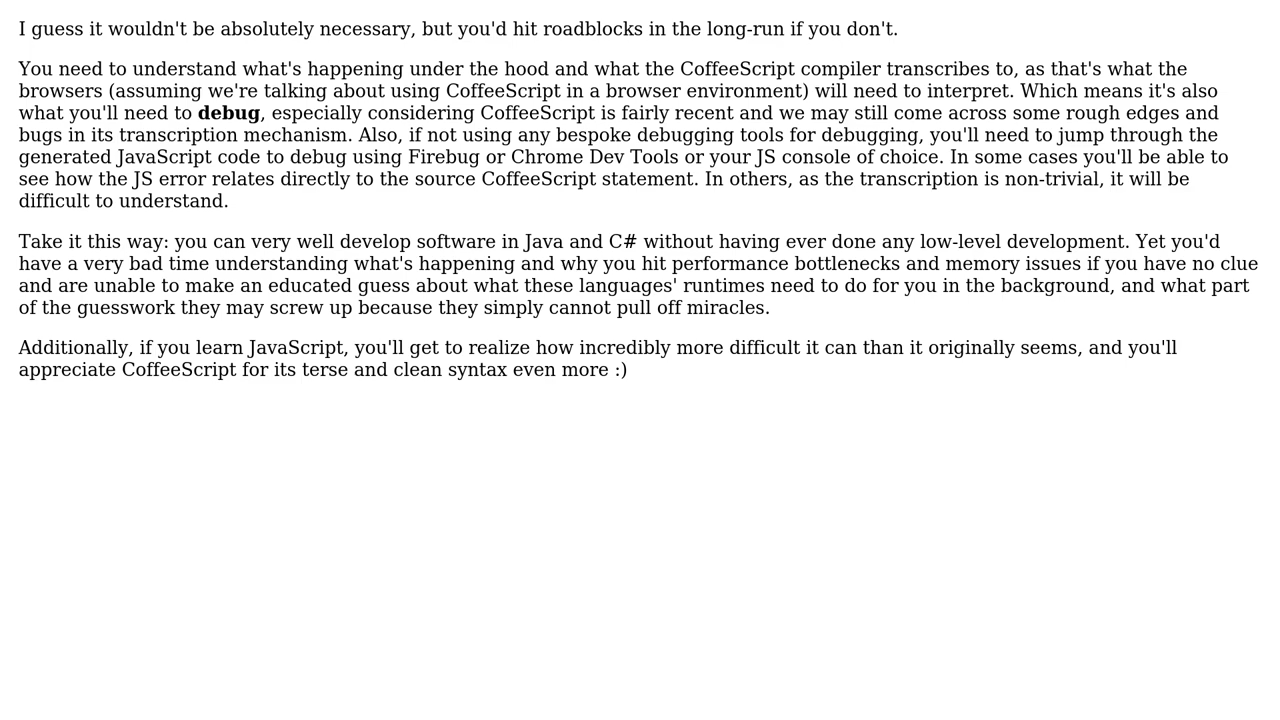 I guess it wouldn't be absolutely necessary, but you'd hit roadblocks in the long-run if you don't.
You need to understand what's happening under the hood and what the CoffeeScript compiler transcribes to, as that's what the
browsers (assuming we're talking about using CoffeeScript in a browser environment) will need to interpret. Which means it's also
what you'll need to debug, especially considering CoffeeScript is fairly recent and we may still come across some rough edges and
bugs in its transcription mechanism. Also, if not using any bespoke debugging tools for debugging, you'll need to jump through the
generated JavaScript code to debug using Firebug or Chrome Dev Tools or your JS console of choice. In some cases you'll be able to
see how the JS error relates directly to the source CoffeeScript statement. In others, as the transcription is non-trivial, it will be
difficult to understand.
Take it this way: you can very well develop software in Java and C# without having ever done any low-level development. Yet you'd
have a very bad time understanding what's happening and why you hit performance bottlenecks and memory issues if you have no clue
and are unable to make an educated guess about what these languages' runtimes need to do for you in the background, and what part
of the guesswork they may screw up because they simply cannot pull off miracles.
Additionally, if you learn JavaScript, you'll get to realize how incredibly more difficult it can than it originally seems, and you'll
appreciate CoffeeScript for its terse and clean syntax even more :)